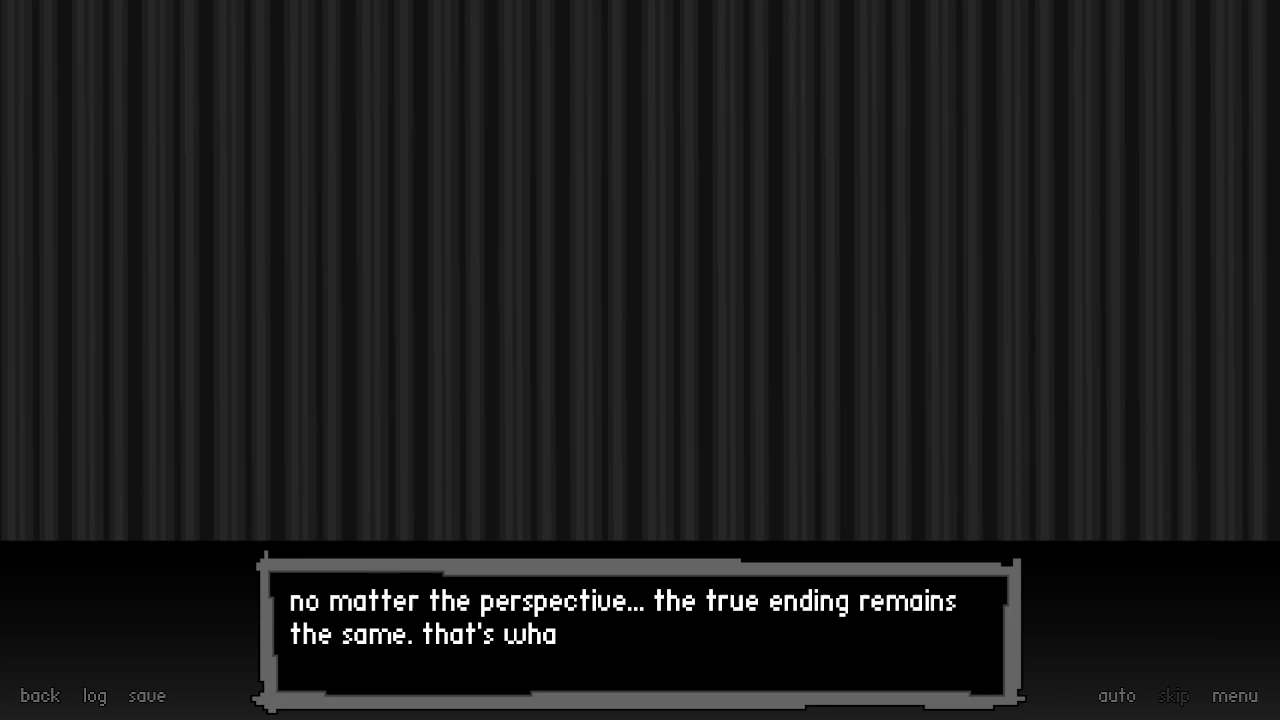 no matter the perspective... the true ending remains
the same. that's wha
back log save auto skip menu